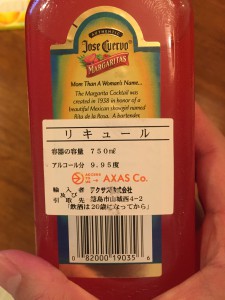 AUTHENTIC
Jose Cuervo
MARGARITAS
More Than A Woman's Name...
The Margarita Cocktail was
created in 1938 in honor of a
beautiful Mexican showgirl named
Rita de la Rosa. A bartender
リキュール
容器の容量 750ml
アルコール分 9.95度
AXAS Co.
輸入者 アクサス株式会社
及び
引取先 徳島市山城西4-2
「飲酒は20歳になってから」
0 82000 19035 0